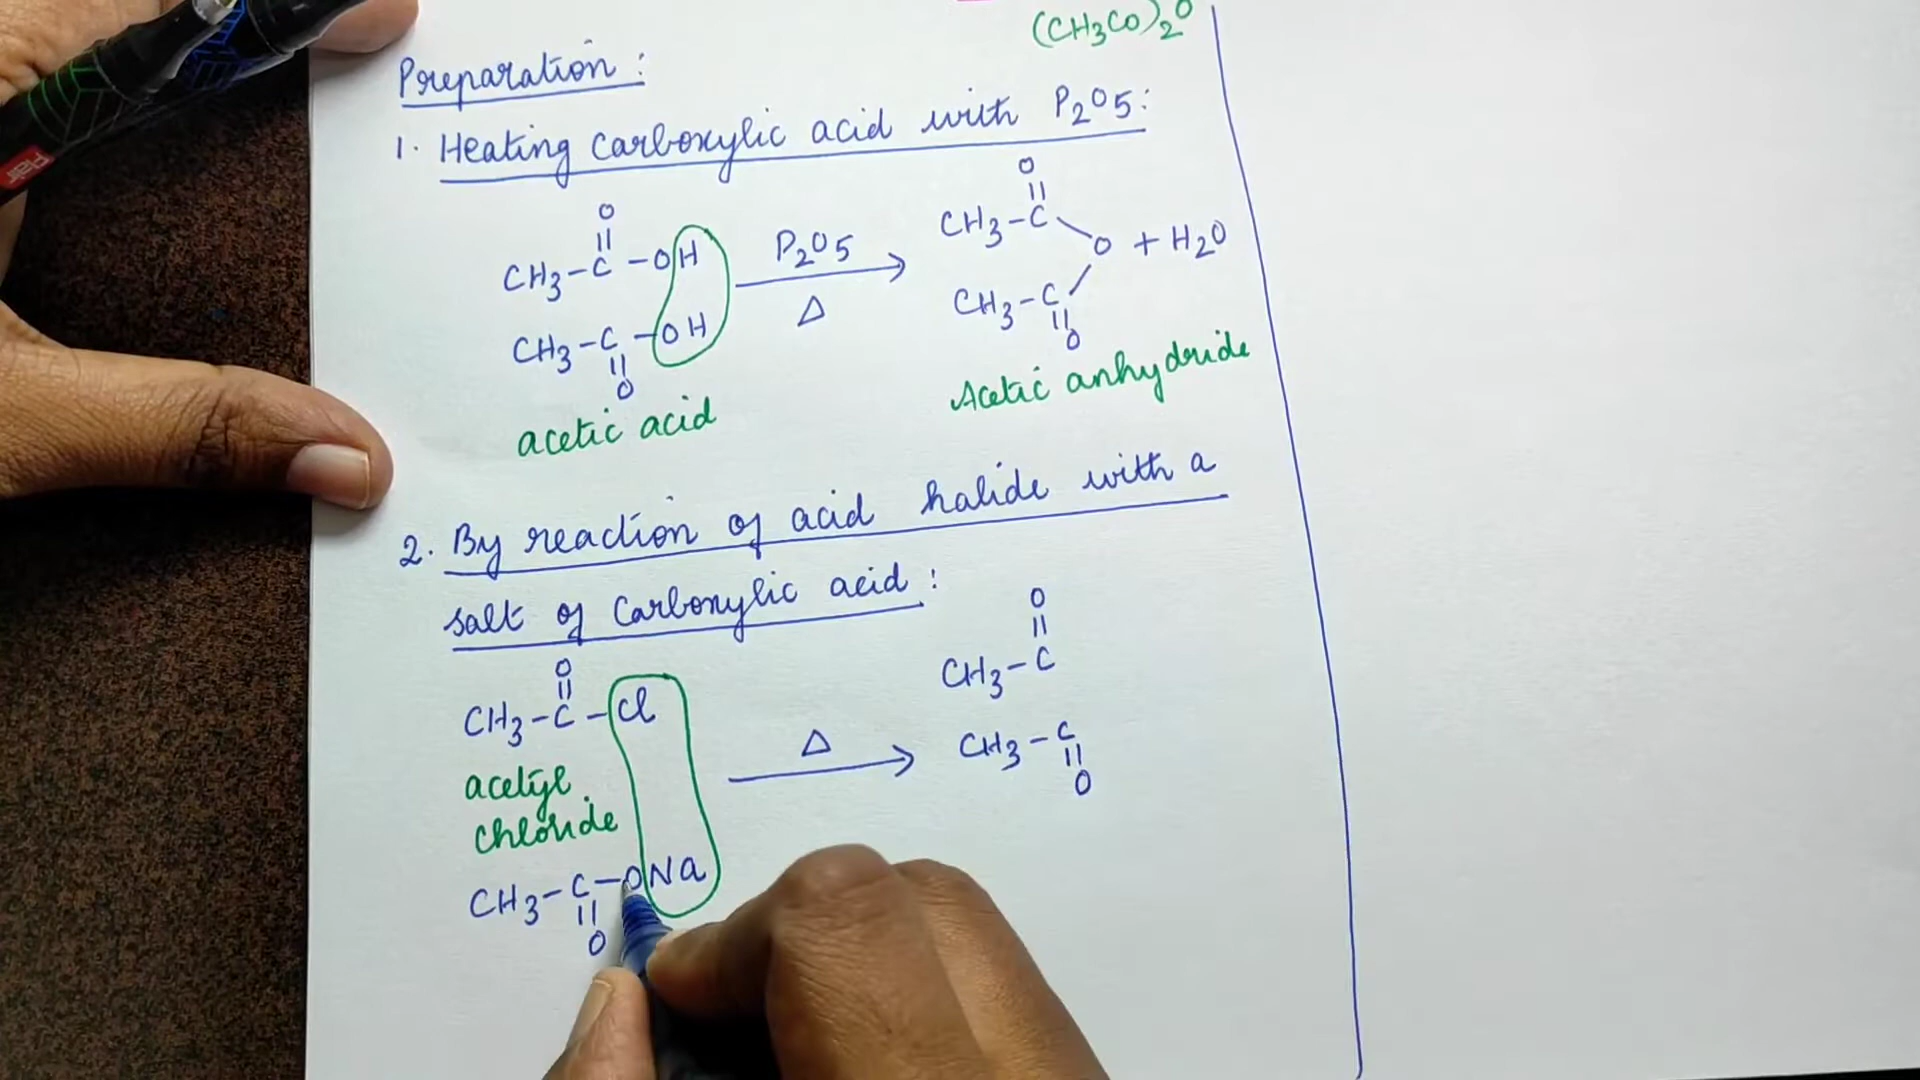 (CH3CO)2O
Preparation:
1. Heating carboxylic acid with P2O5:
O
||
CH3-C-OH
CH3-C-OH
||
O
P2O5
△
O
||
CH3-C
O + H2O
CH3-C
||
O
acetic acid
Acetic anhydride
2. By reaction of acid halide with a
salt of Carboxylic acid:
O
||
CH3-C-Cl
acetyl
chloride
CH3-C-ONa
||
O
△
O
||
CH3-C
CH3-C
||
O
Flair